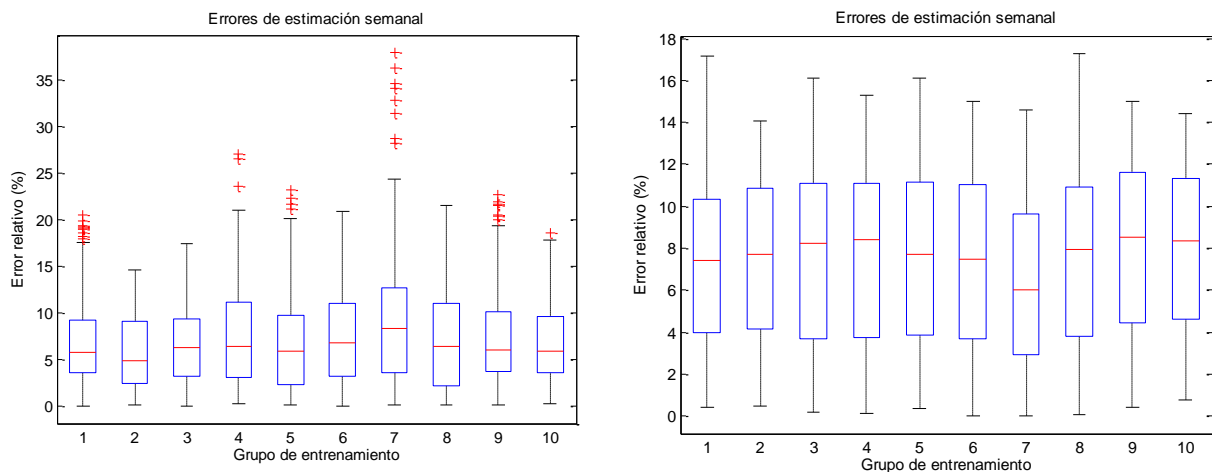 Errores de estimación semanal
Error relativo (%)
35
30
25
20
15
10
5
0
1 2 3 4 5 6 7 8 9 10
Grupo de entrenamiento
Errores de estimación semanal
Error relativo (%)
18
16
14
12
10
8
6
4
2
0
1 2 3 4 5 6 7 8 9 10
Grupo de entrenamiento